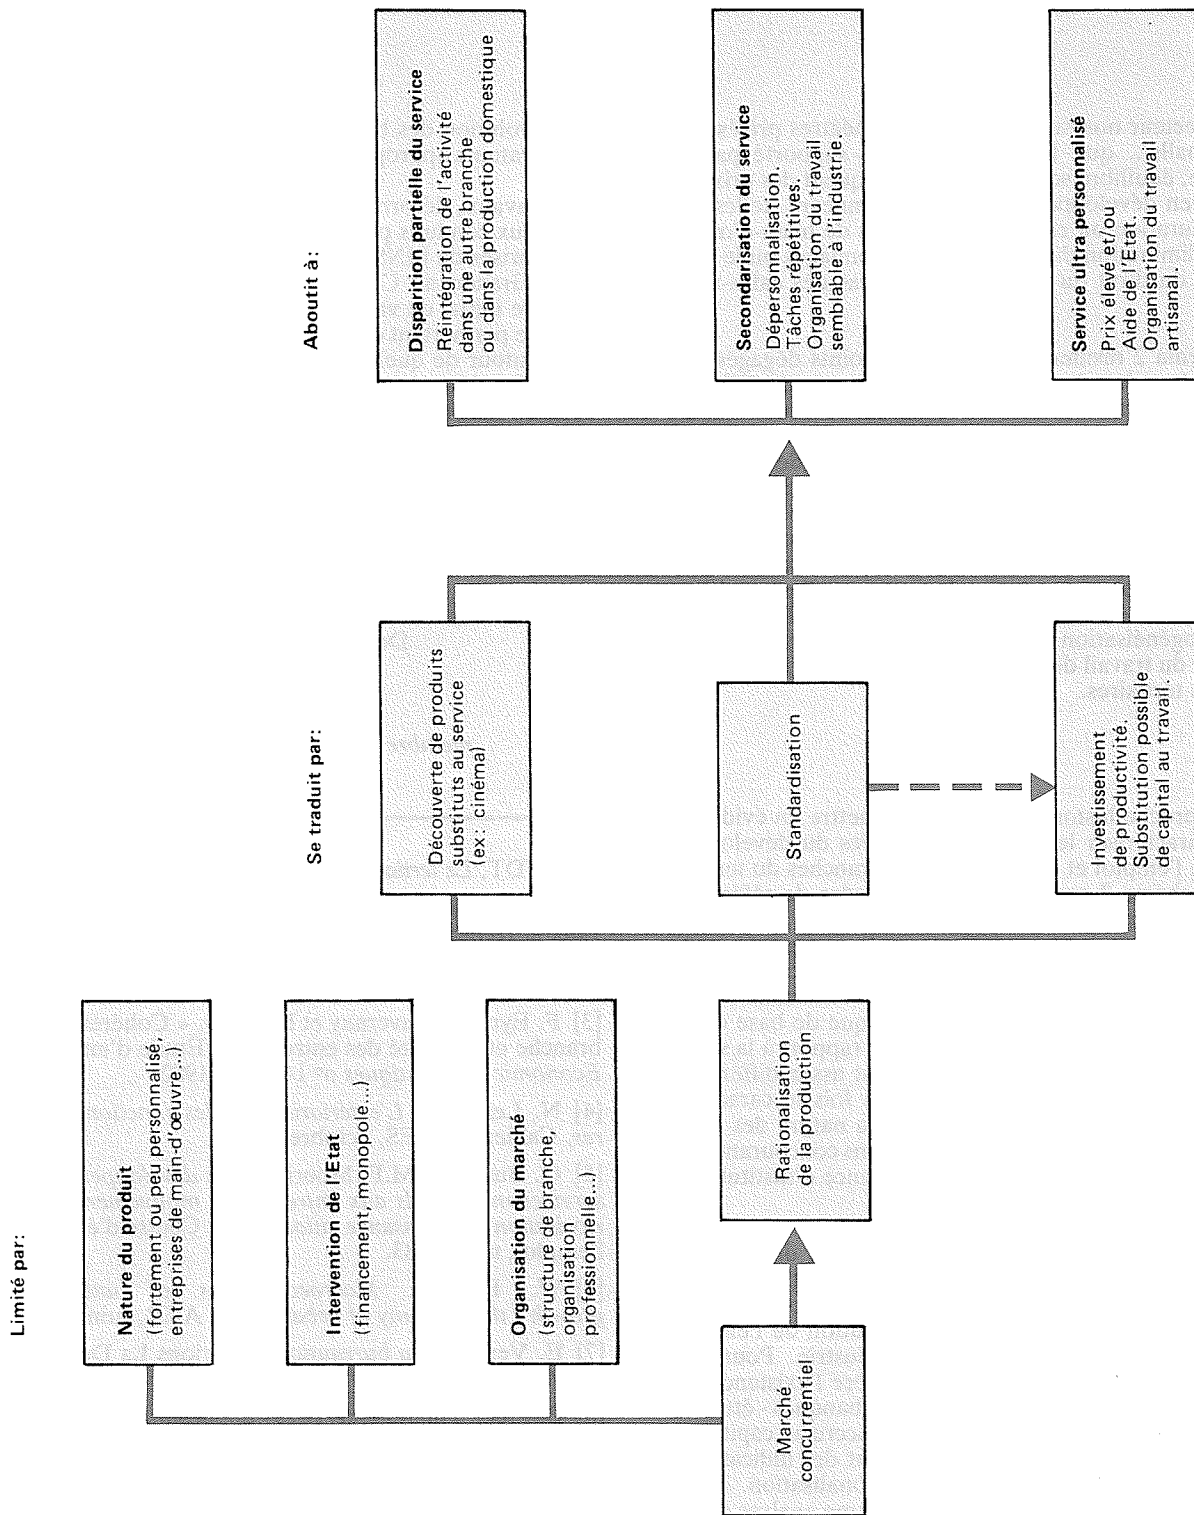 Limité par:
Nature du produit
(fortement ou peu personnalisé,
entreprises de main-d'œuvre...)
Intervention de l'Etat
(financement, monopole...)
Organisation du marché
(structure de branche,
organisation
professionnelle...)
Marché
concurrentiel
Rationalisation
de la production
Se traduit par:
Découverte de produits
substituts au service
(ex: cinéma)
Standardisation
Investissement
de productivité.
Substitution possible
de capital au travail.
Aboutit à:
Disparition partielle du service
Réintégration de l'activité
dans une autre branche
ou dans la production domestique
Secondarisation du service
Dépersonnalisation.
Tâches répétitives.
Organisation du travail
semblable à l'industrie.
Service ultra personnalisé
Prix élevé et/ou
Aide de l'Etat.
Organisation du travail
artisanal.